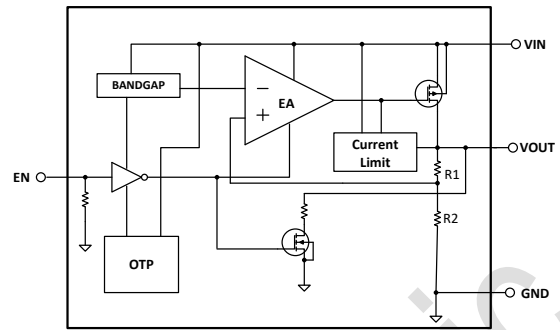 VIN
BANDGAP
−
EA
+
Current
Limit
VOUT
R1
EN
R2
OTP
GND